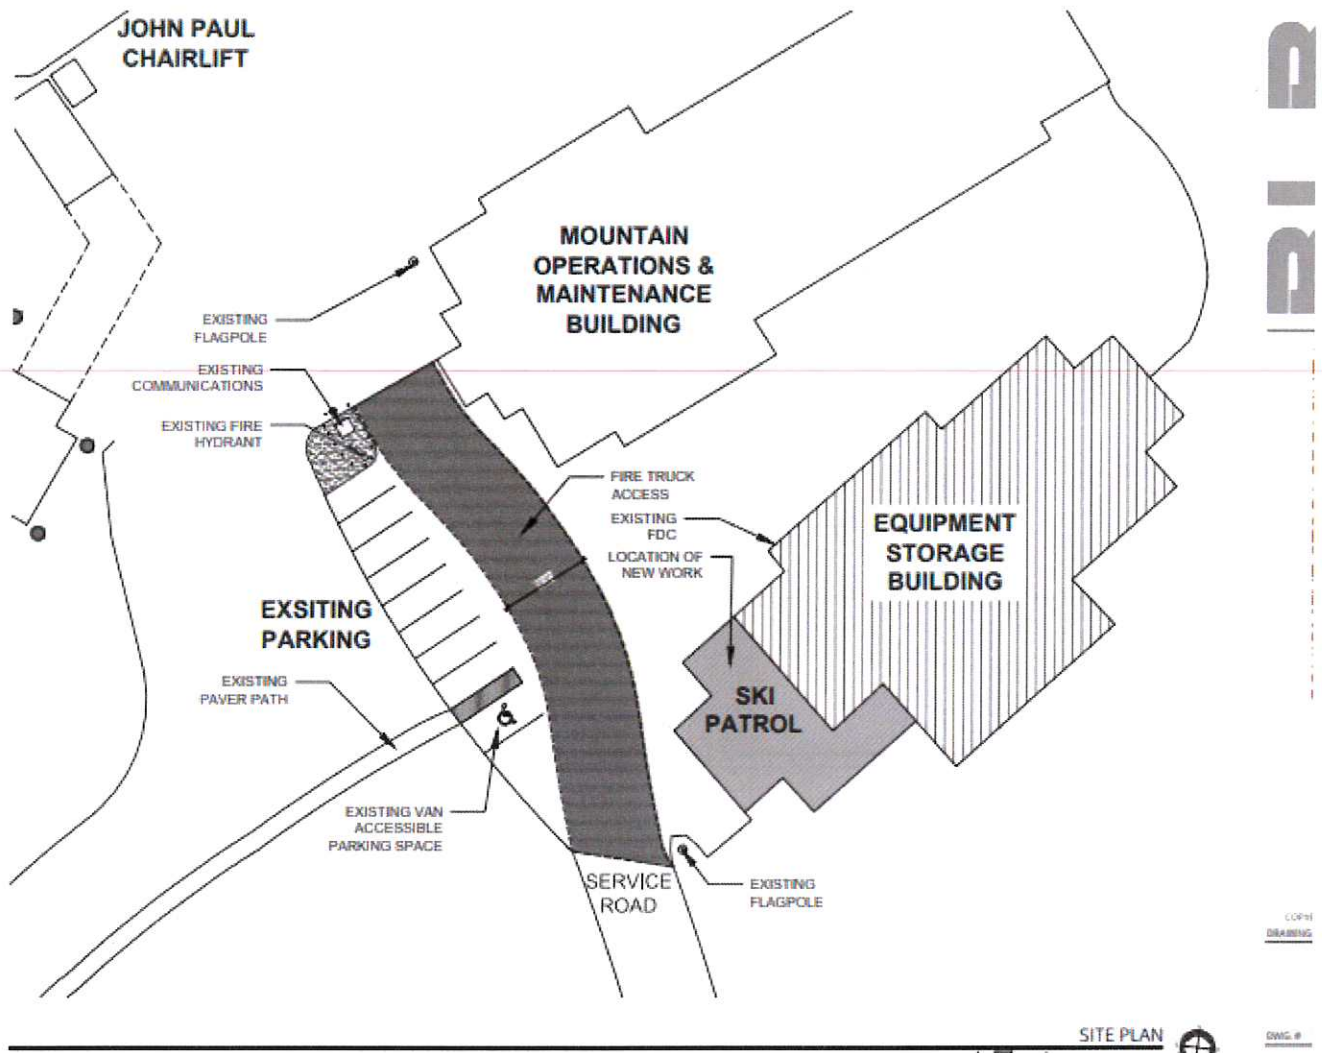 JOHN PAUL
CHAIRLIFT
MOUNTAIN
OPERATIONS &
MAINTENANCE
BUILDING
EXISTING
FLAGPOLE
EXISTING
COMMUNICATIONS
EXISTING FIRE
HYDRANT
FIRE TRUCK
ACCESS
EXISTING
FDC
LOCATION OF
NEW WORK
EQUIPMENT
STORAGE
BUILDING
EXSITING
PARKING
EXISTING
PAVER PATH
SKI
PATROL
EXISTING VAN
ACCESSIBLE
PARKING SPACE
SERVICE
ROAD
EXISTING
FLAGPOLE
DRAWING
SITE PLAN
DWG. #